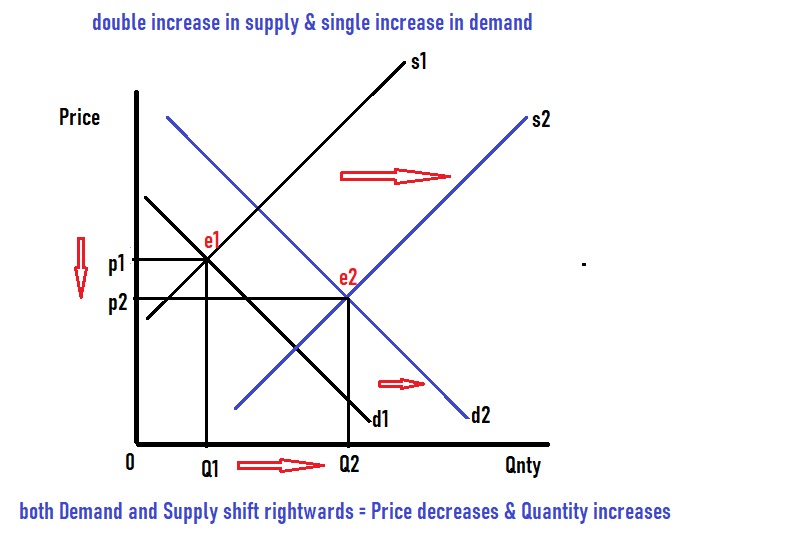 double increase in supply & single increase in demand
s1
Price
s2
e1
p1
e2
p2
d1
d2
0
Q1
Q2
Qnty
both Demand and Supply shift rightwards = Price decreases & Quantity increases